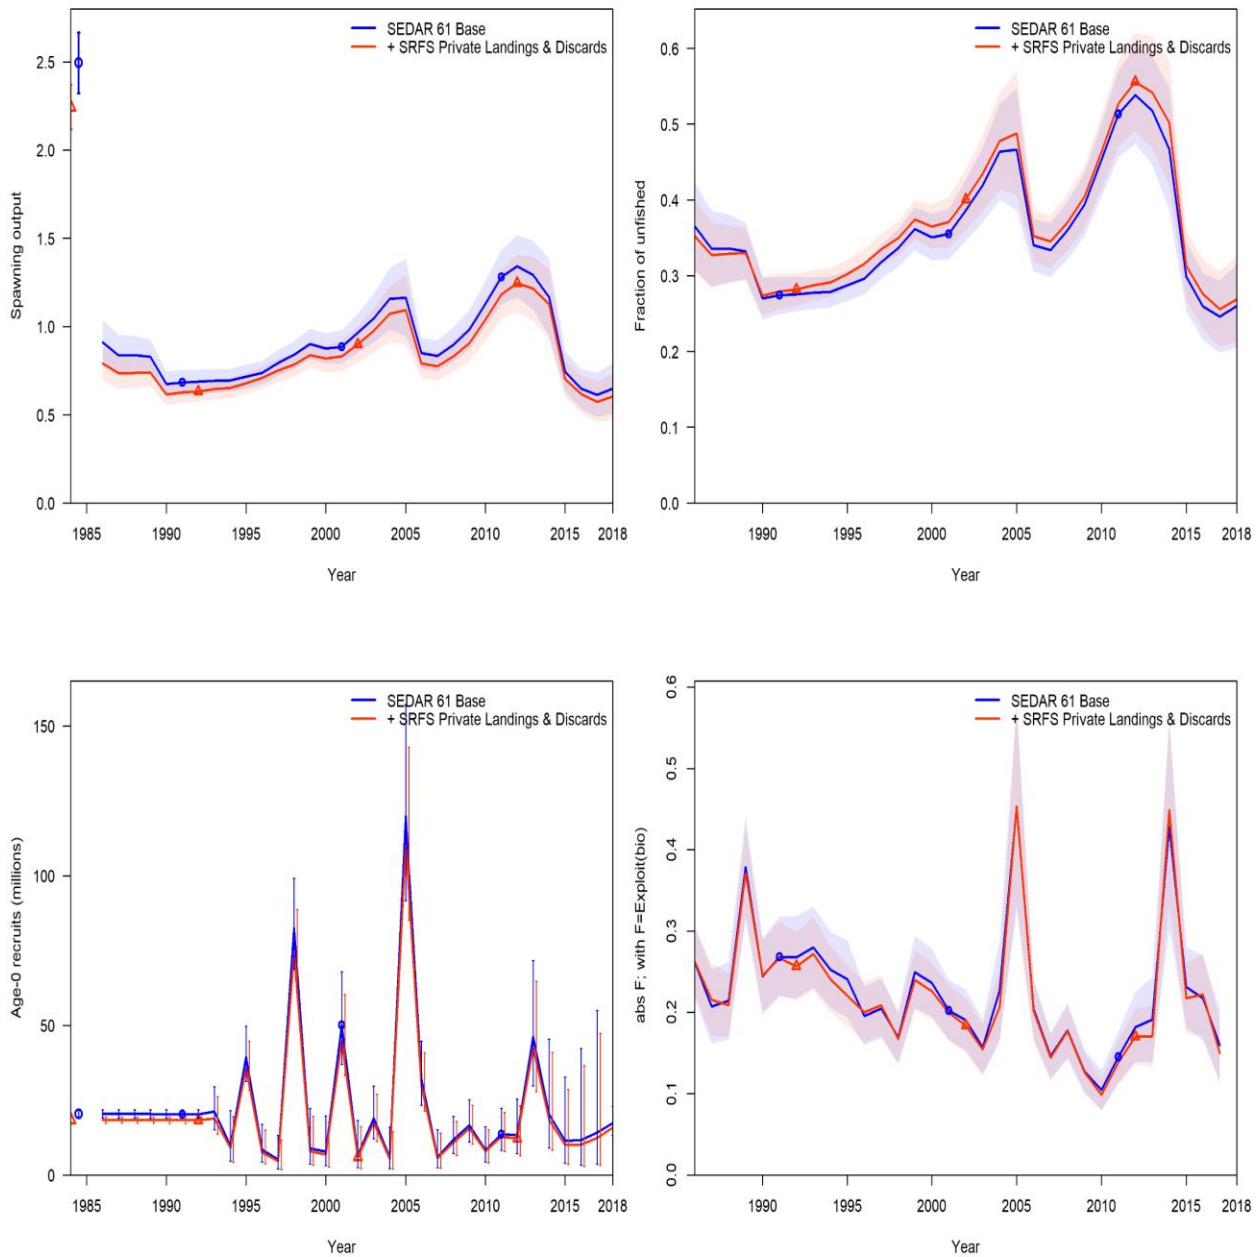 SEDAR 61 Base
+ SRFS Private Landings & Discards
Spawning output
2.5
2.0
1.5
1.0
0.5
0.0
1985 1990 1995 2000 2005 2010 2015 2018
Year
SEDAR 61 Base
+ SRFS Private Landings & Discards
Fraction of unfished
0.6
0.5
0.4
0.3
0.2
0.1
0.0
1990 1995 2000 2005 2010 2015 2018
Year
SEDAR 61 Base
+ SRFS Private Landings & Discards
Age-0 recruits (millions)
150
100
50
0
1985 1990 1995 2000 2005 2010 2015 2018
Year
SEDAR 61 Base
+ SRFS Private Landings & Discards
abs F; with F=Exploit(bio)
0.6
0.5
0.4
0.3
0.2
0.1
0.0
1990 1995 2000 2005 2010 2015 2018
Year